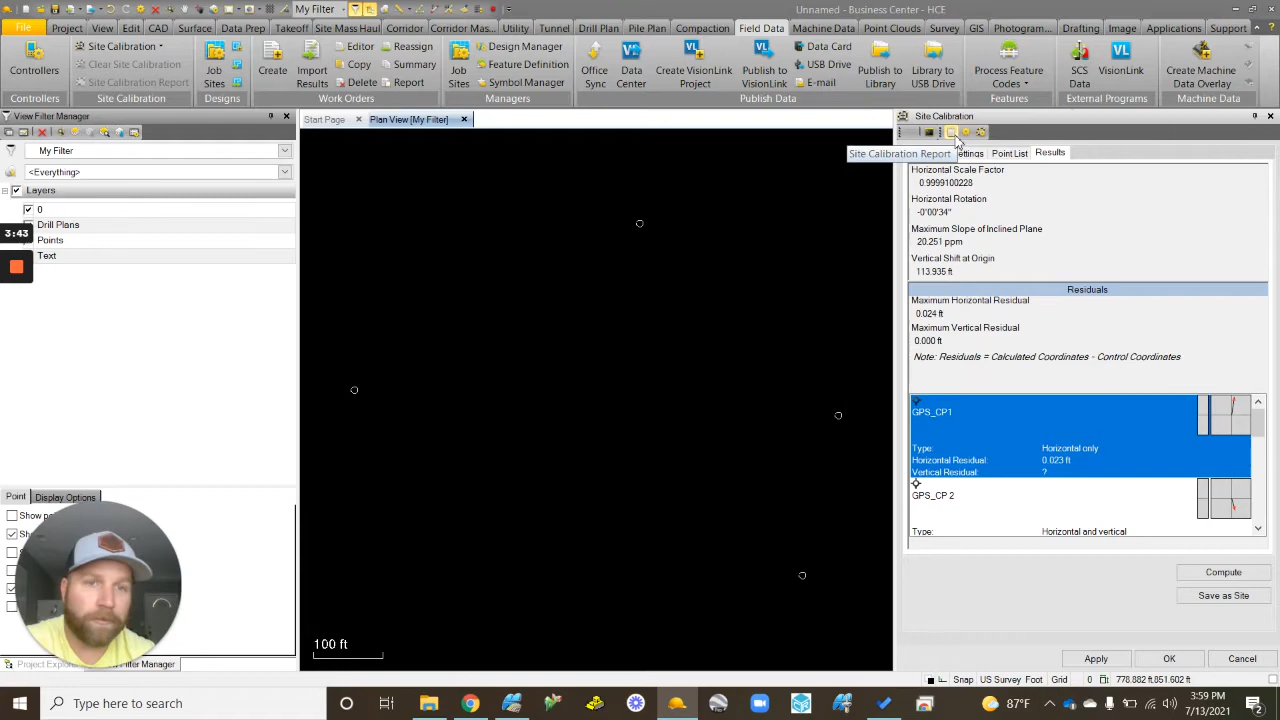 My Filter
Unnamed - Business Center - HCE
File Project View Edit CAD Surface Data Prep Takeoff Site Mass Haul Corridor Corridor Mass Utility Tunnel Drill Plan Pile Plan Compaction Field Data Machine Data Point Clouds Survey GIS Photogram... Drafting Image Applications Support
Controllers
Site Calibration
Clear Site Calibration
Site Calibration Report
Job Sites
Create
Import Results
Editor
Copy
Delete
Reassign
Summary
Report
Job Sites
Design Manager
Feature Definition
Symbol Manager
Office Sync
Data Center
Create VisionLink Project
Publish to VisionLink
Data Card
USB Drive
E-mail
Publish to Library
Library to USB Drive
Process Feature Codes
SCS Data
VisionLink
Create Machine Data Overlay
Controllers Site Calibration Designs Work Orders Managers Publish Data Features External Programs Machine Data
View Filter Manager
Start Page
Plan View [My Filter]
Site Calibration
My Filter
<Everything>
Layers
0
Drill Plans
Points
Text
3:43
Site Calibration Report
Point List
Results
Horizontal Scale Factor
0.9999100228
Horizontal Rotation
-0°00'34"
Maximum Slope of Inclined Plane
20.251 ppm
Vertical Shift at Origin
113.935 ft
Residuals
Maximum Horizontal Residual
0.024 ft
Maximum Vertical Residual
0.000 ft
Note: Residuals = Calculated Coordinates - Control Coordinates
GPS_CP1
Type: Horizontal only
Horizontal Residual: 0.023 ft
Vertical Residual: ?
GPS_CP 2
Type: Horizontal and vertical
Compute
Save as Site
Apply
OK
Cancel
Point
Display Options
100 ft
Filter Manager
Snap US Survey Foot Grid 0 778.882 ft,851.602 ft
Type here to search
87°F
3:59 PM
7/13/2021